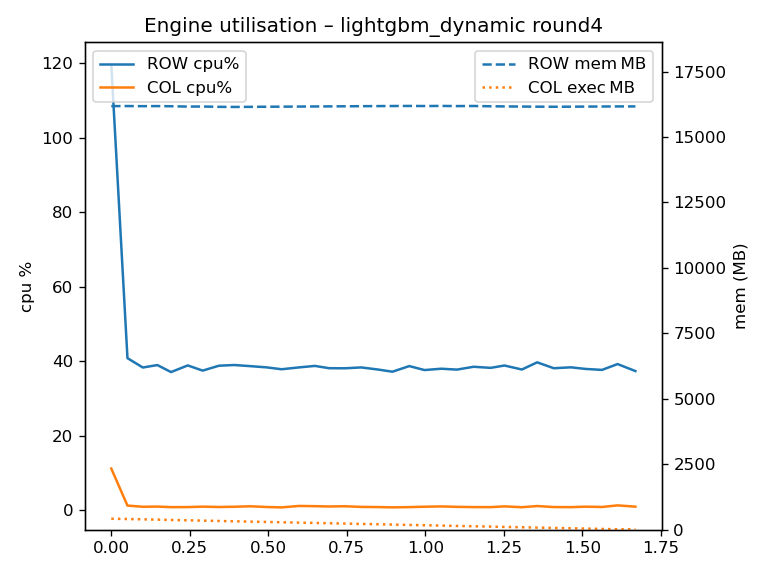 Engine utilisation – lightgbm_dynamic round4
ROW cpu%
COL cpu%
ROW mem MB
COL exec MB
120
100
80
60
40
20
0
cpu %
17500
15000
12500
10000
7500
5000
2500
0
mem (MB)
0.00 0.25 0.50 0.75 1.00 1.25 1.50 1.75